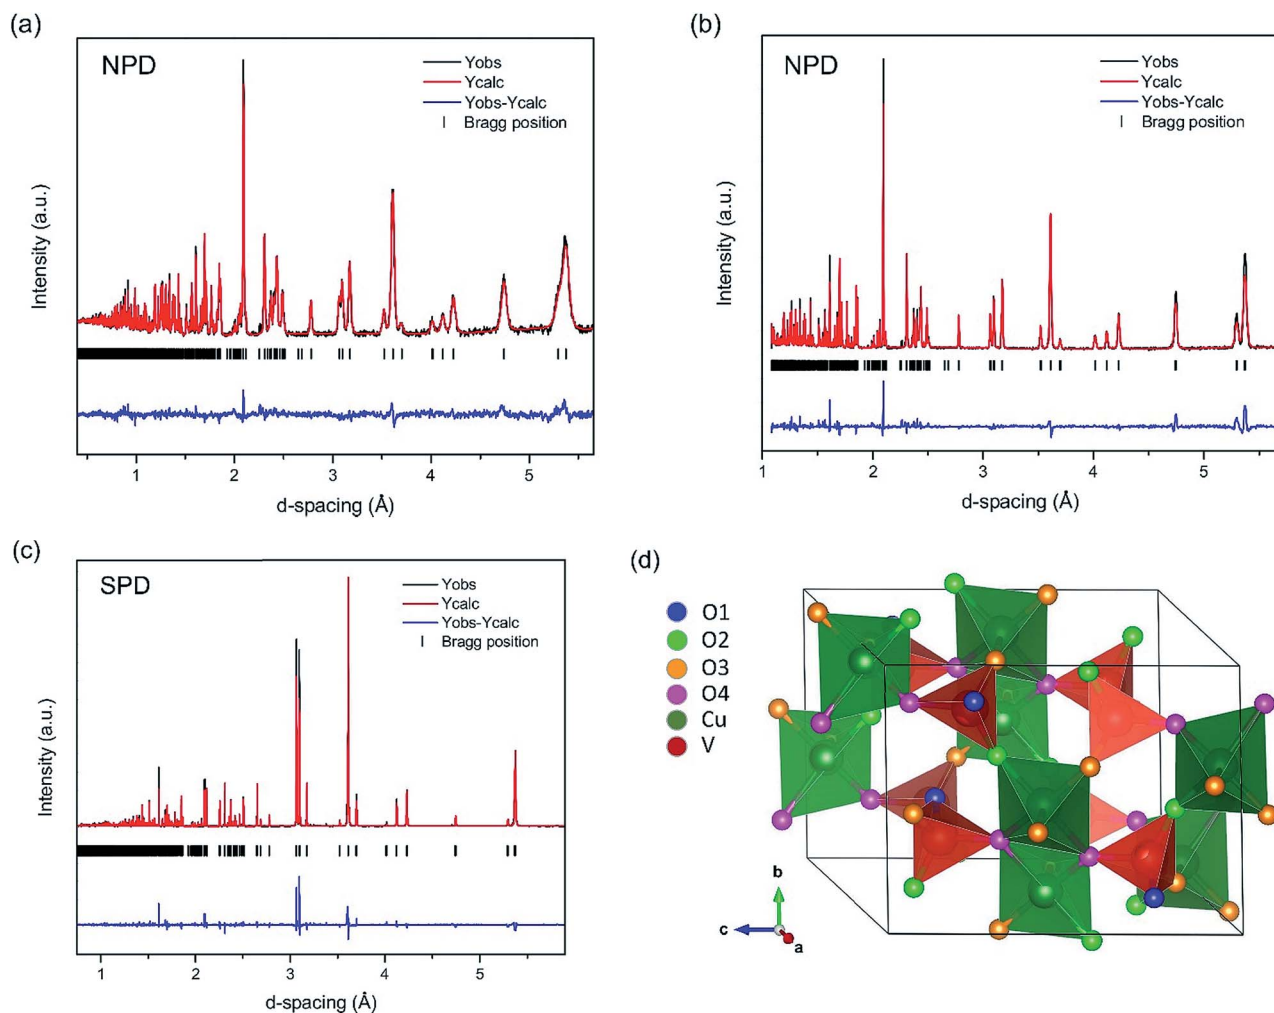 (a)
NPD
Yobs
Ycalc
Yobs-Ycalc
Bragg position
Intensity (a.u.)
1 2 3 4 5
d-spacing (Å)
(b)
NPD
Yobs
Ycalc
Yobs-Ycalc
Bragg position
Intensity (a.u.)
1 2 3 4 5
d-spacing (Å)
(c)
SPD
Yobs
Ycalc
Yobs-Ycalc
Bragg position
Intensity (a.u.)
1 2 3 4 5
d-spacing (Å)
(d)
O1
O2
O3
O4
Cu
V
b
c
a